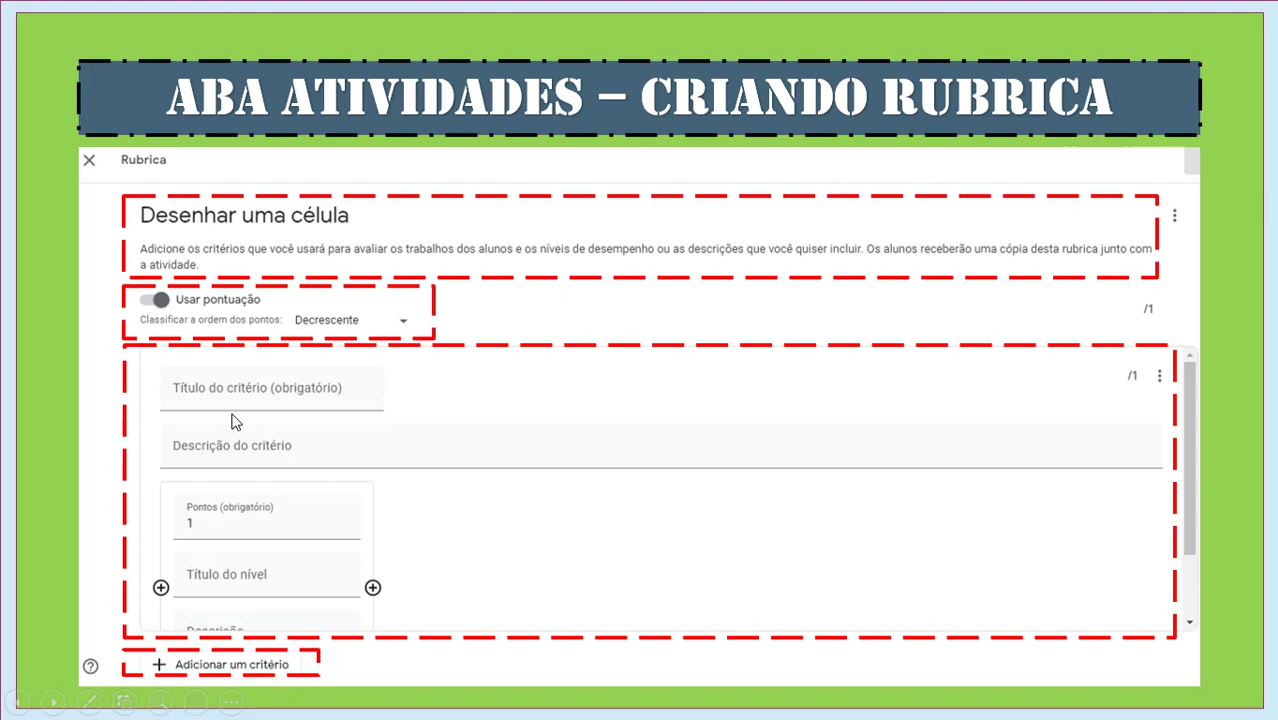 ABA ATIVIDADES – CRIANDO RUBRICA
Rubrica
Desenhar uma célula
Adicione os critérios que você usará para avaliar os trabalhos dos alunos e os níveis de desempenho ou as descrições que você quiser incluir. Os alunos receberão uma cópia desta rubrica junto com
a atividade.
Usar pontuação
/1
Classificar a ordem dos pontos: Decrescente
Título do critério (obrigatório)
/1
Descrição do critério
Pontos (obrigatório)
1
Título do nível
Descrição
Adicionar um critério